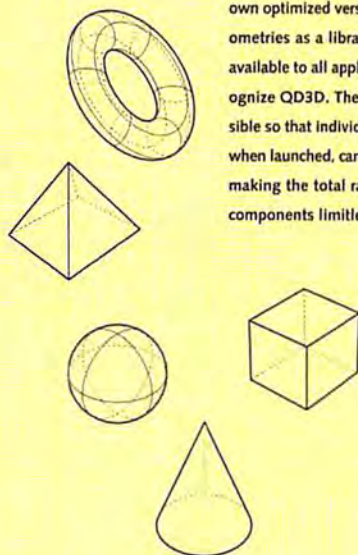 own optimized vers
ometries as a libra
available to all appl
ognize QD3D. The
sible so that individ
when launched, car
making the total ra
components limitle